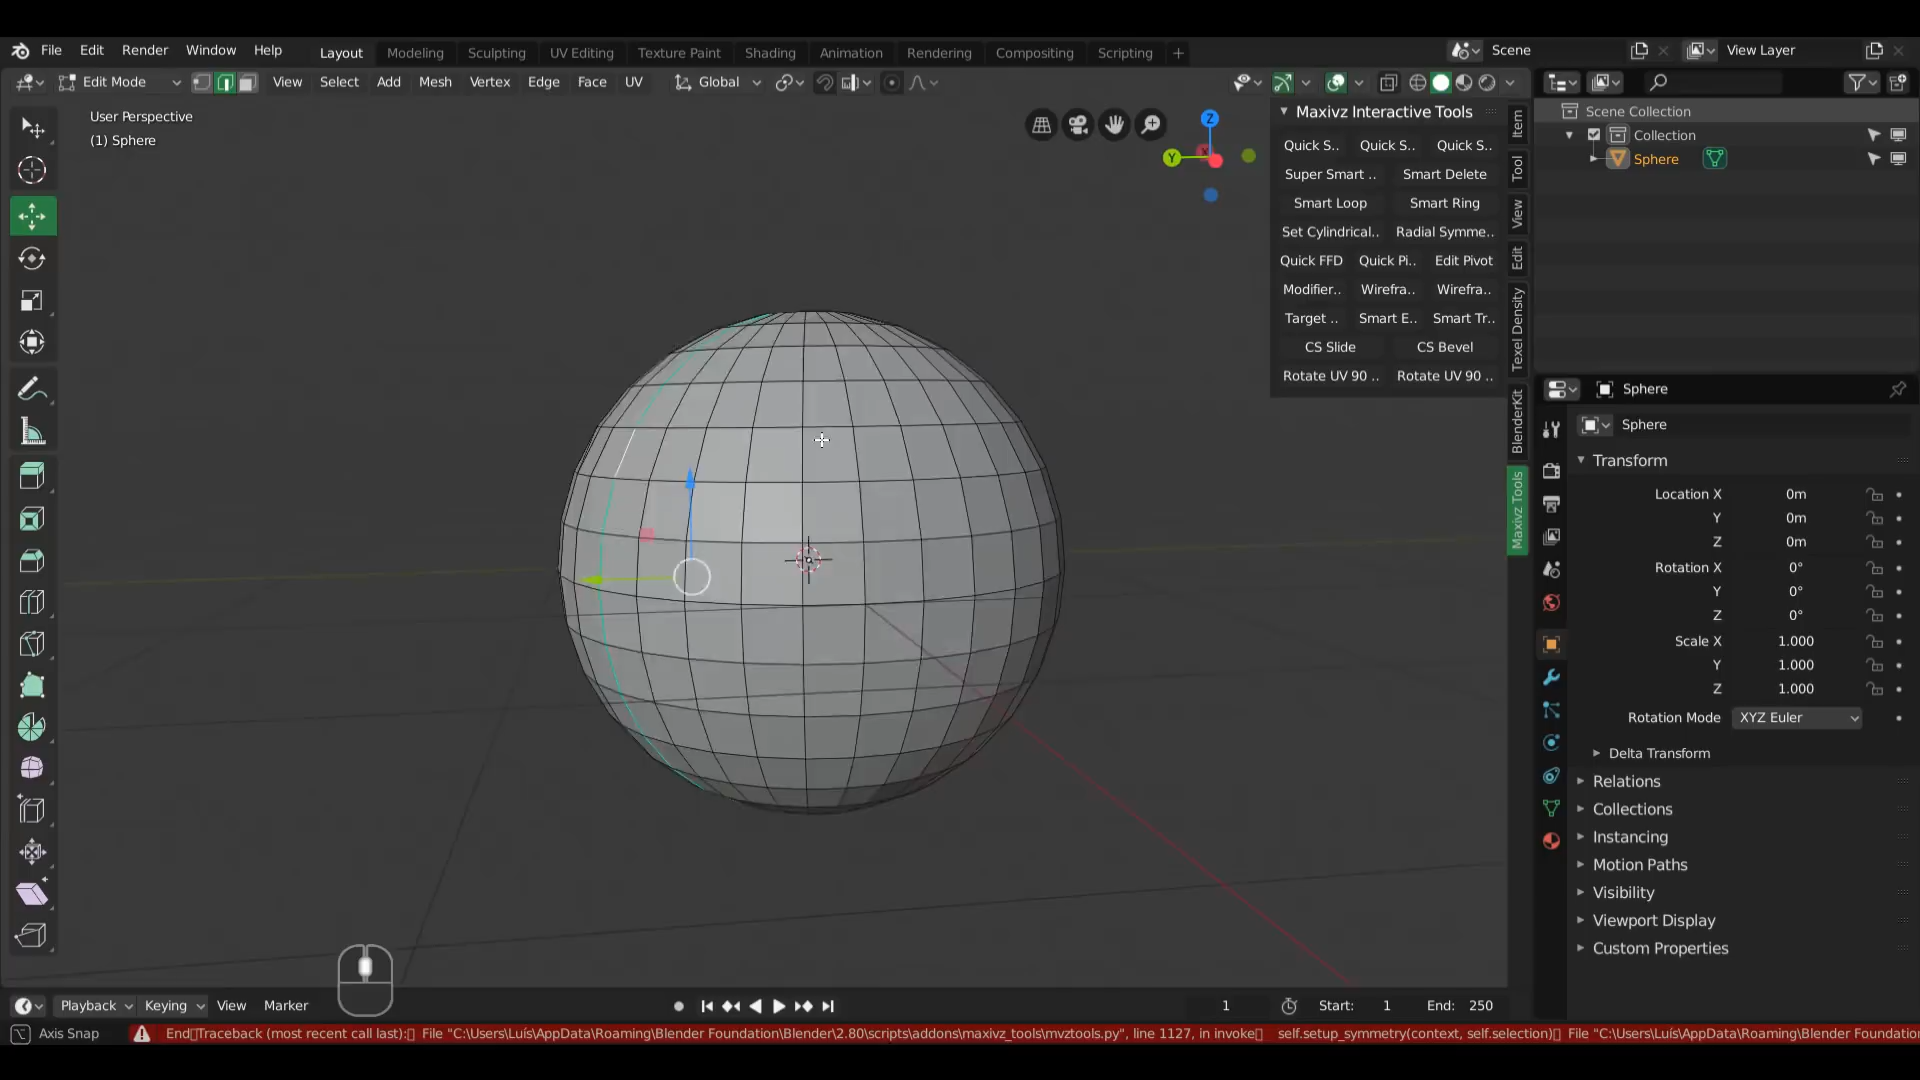 File Edit Render Window Help Layout Modeling Sculpting UV Editing Texture Paint Shading Animation Rendering Compositing Scripting + Scene View Layer
Edit Mode View Select Add Mesh Vertex Edge Face UV Global
User Perspective
(1) Sphere
Z
Y
X
Maxivz Interactive Tools
Quick S.. Quick S.. Quick S..
Super Smart .. Smart Delete
Smart Loop Smart Ring
Set Cylindrical.. Radial Symme..
Quick FFD Quick Pi.. Edit Pivot
Modifier.. Wirefra.. Wirefra..
Target .. Smart E.. Smart Tr..
CS Slide CS Bevel
Rotate UV 90 .. Rotate UV 90 ..
Item
Tool
View
Edit
Texel Density
BlenderKit
Maxivz Tools
Scene Collection
Collection
Sphere
Sphere
Sphere
Transform
Location X 0m
Y 0m
Z 0m
Rotation X 0°
Y 0°
Z 0°
Scale X 1.000
Y 1.000
Z 1.000
Rotation Mode XYZ Euler
Delta Transform
Relations
Collections
Instancing
Motion Paths
Visibility
Viewport Display
Custom Properties
Playback Keying View Marker 1 Start: 1 End: 250
Axis Snap End Traceback (most recent call last): File "C:\Users\Luís\AppData\Roaming\Blender Foundation\Blender\2.80\scripts\addons\maxivz_tools\mvztools.py", line 1127, in invoke self.setup_symmetry(context, self.selection) File "C:\Users\Luís\AppData\Roaming\Blender Foundation